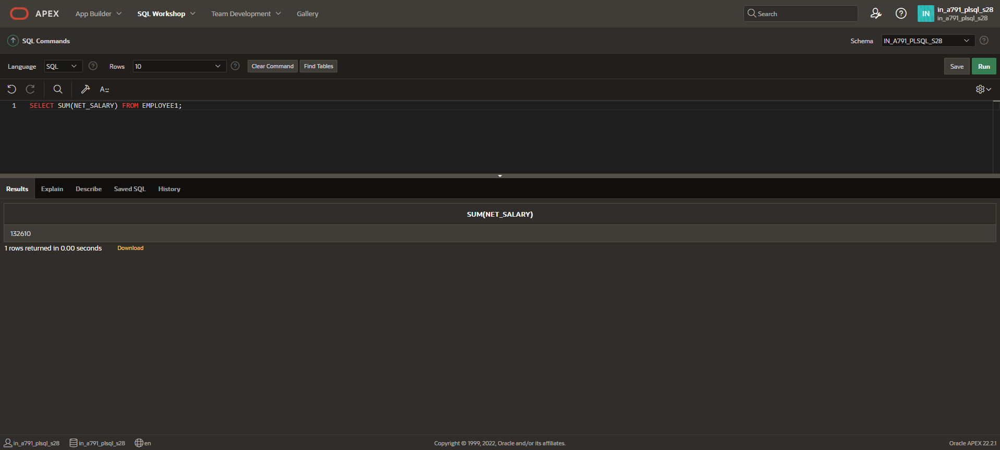 APEX App Builder SQL Workshop Team Development Gallery Search IN in_a791_plsql_s28
in_a791_plsql_s28
SQL Commands Schema IN_A791_PLSQL_S28
Language SQL Rows 10 Clear Command Find Tables Save Run
A
1 SELECT SUM(NET_SALARY) FROM EMPLOYEE1;
Results Explain Describe Saved SQL History
SUM(NET_SALARY)
132610
1 rows returned in 0.00 seconds Download
in_a791_plsql_s28 in_a791_plsql_s28 en Copyright © 1999, 2022, Oracle and/or its affiliates. Oracle APEX 22.2.1